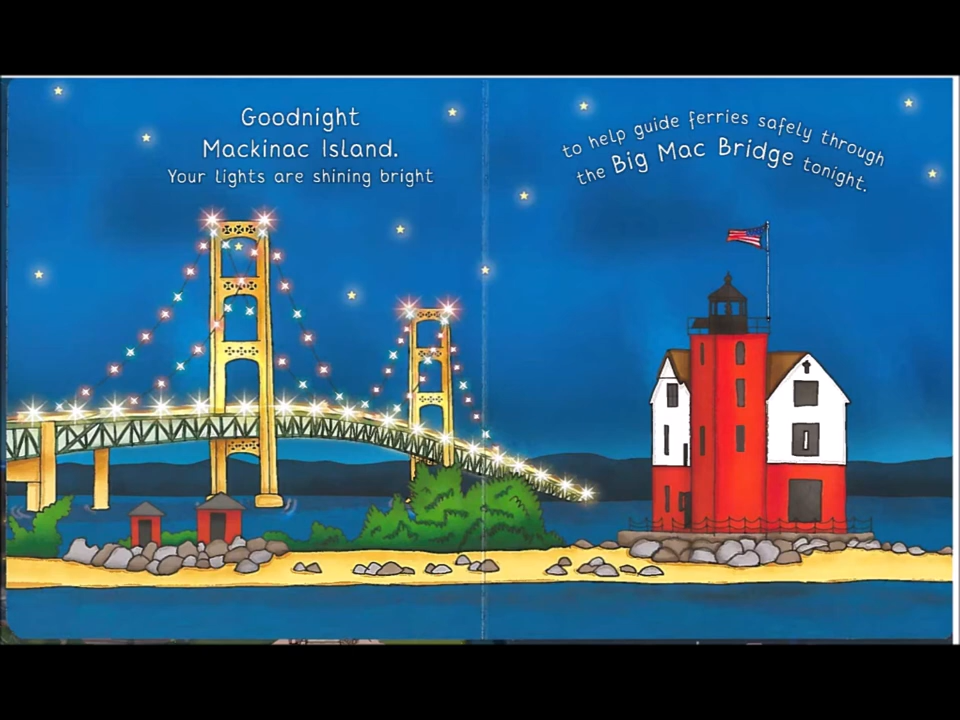 Goodnight
Mackinac Island.
Your lights are shining bright
to help guide ferries safely through
the Big Mac Bridge tonight.